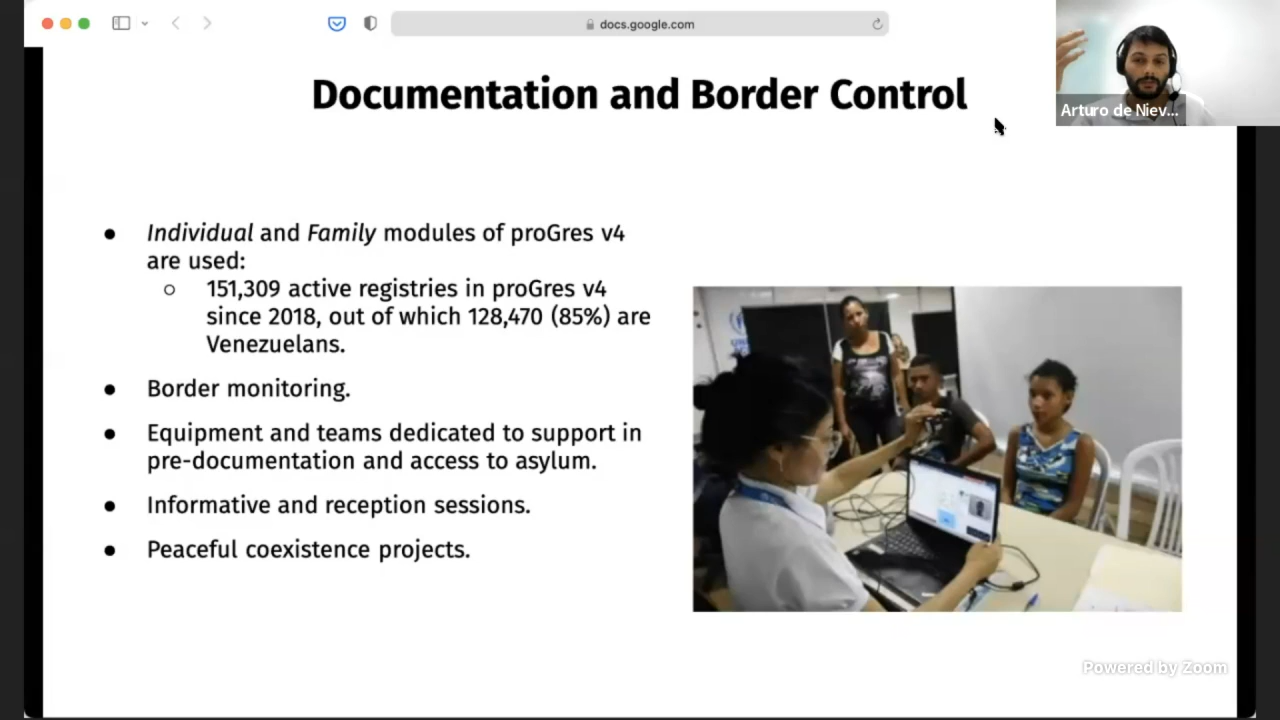 docs.google.com
Documentation and Border Control
Arturo de Niev...
● Individual and Family modules of proGres v4
are used:
○ 151,309 active registries in proGres v4
since 2018, out of which 128,470 (85%) are
Venezuelans.
● Border monitoring.
● Equipment and teams dedicated to support in
pre-documentation and access to asylum.
● Informative and reception sessions.
● Peaceful coexistence projects.
Powered by Zoom